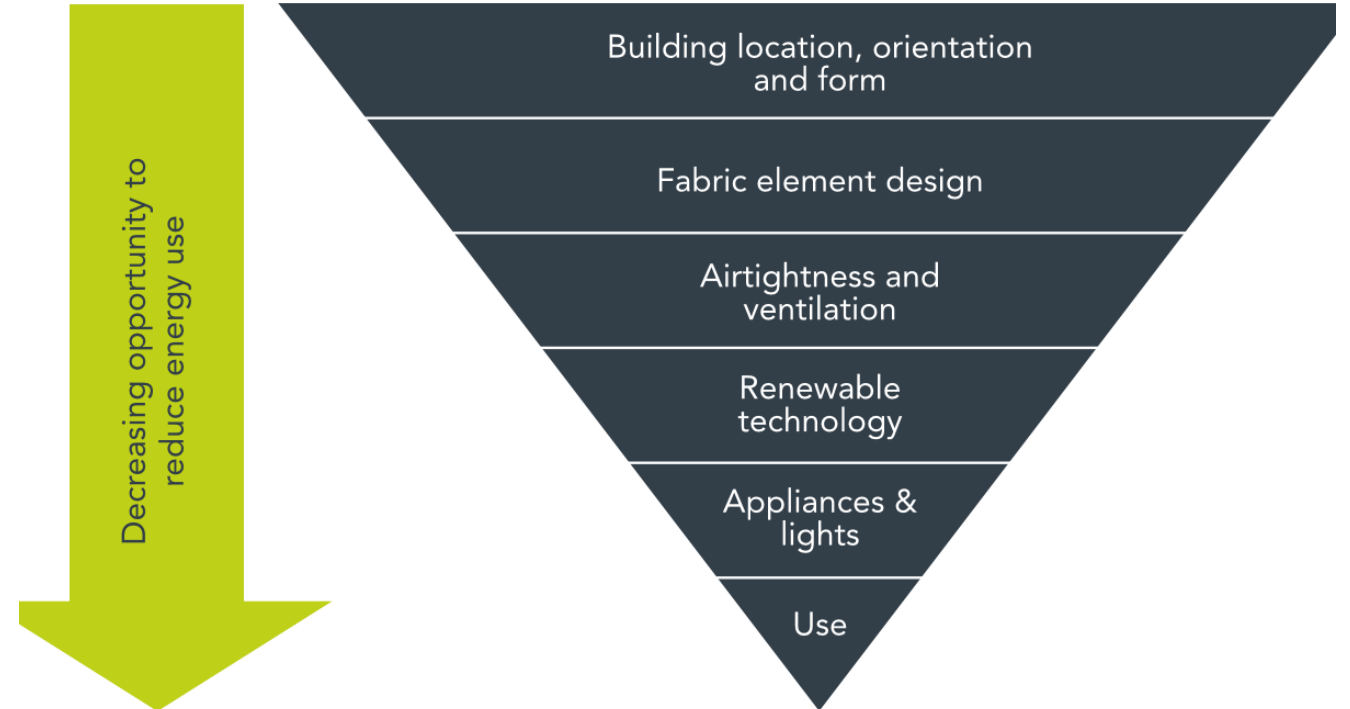 Decreasing opportunity to
reduce energy use
Building location, orientation
and form
Fabric element design
Airtightness and
ventilation
Renewable
technology
Appliances &
lights
Use